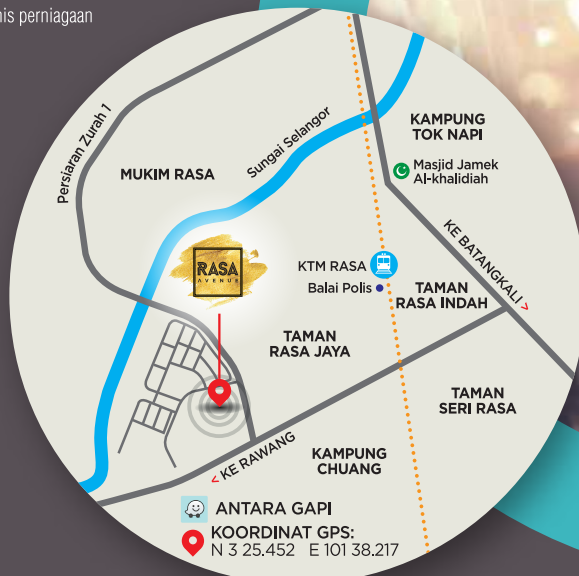 nis perniagaan
Persiaran Zurah 1
MUKIM RASA
Sungai Selangor
KAMPUNG
TOK NAPI
Masjid Jamek
Al-khalidiah
RASA
AVENUE
KTM RASA
Balai Polis
KE BATANGKALI >
TAMAN
RASA INDAH
TAMAN
RASA JAYA
TAMAN
SERI RASA
< KE RAWANG
KAMPUNG
CHUANG
ANTARA GAPI
KOORDINAT GPS:
N 3 25.452 E 101 38.217